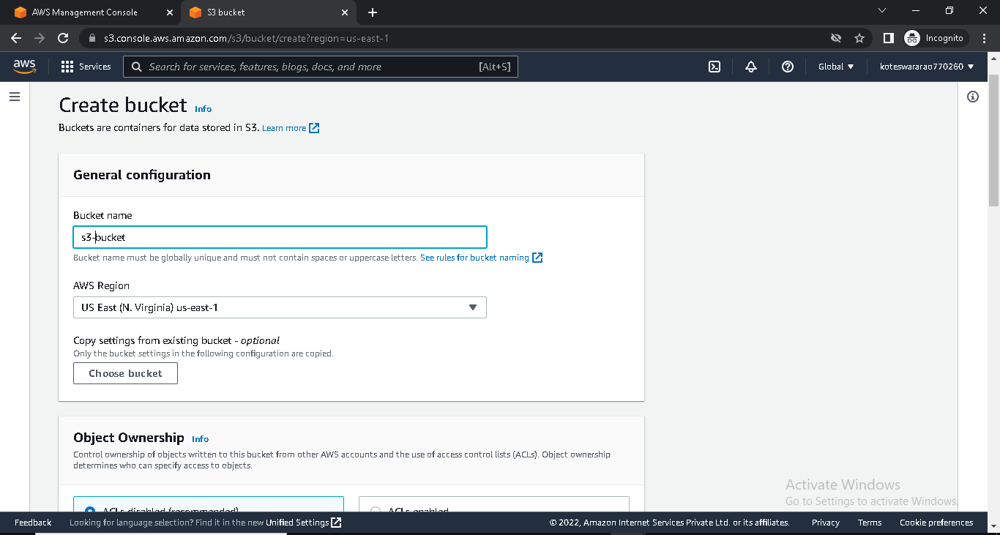 AWS Management Console
S3 bucket
s3.console.aws.amazon.com/s3/bucket/create?region=us-east-1
Incognito
aws
Services
Search for services, features, blogs, docs, and more
[Alt+S]
Global
koteswararao770260
Create bucket Info
Buckets are containers for data stored in S3. Learn more
General configuration
Bucket name
s3-bucket
Bucket name must be globally unique and must not contain spaces or uppercase letters. See rules for bucket naming
AWS Region
US East (N. Virginia) us-east-1
Copy settings from existing bucket - optional
Only the bucket settings in the following configuration are copied.
Choose bucket
Object Ownership Info
Control ownership of objects written to this bucket from other AWS accounts and the use of access control lists (ACLs). Object ownership
determines who can specify access to objects.
ACLs disabled (recommended)
ACLs enabled
Activate Windows
Go to Settings to activate Windows.
Feedback
Looking for language selection? Find it in the new Unified Settings
© 2022, Amazon Internet Services Private Ltd. or its affiliates.
Privacy
Terms
Cookie preferences